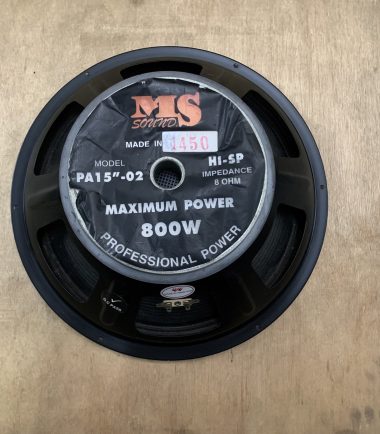 MS
SOUND
MADE IN
1450
MODEL
PA15"-02
HI-SP
IMPEDANCE
8 OHM
MAXIMUM POWER
800W
PROFESSIONAL POWER